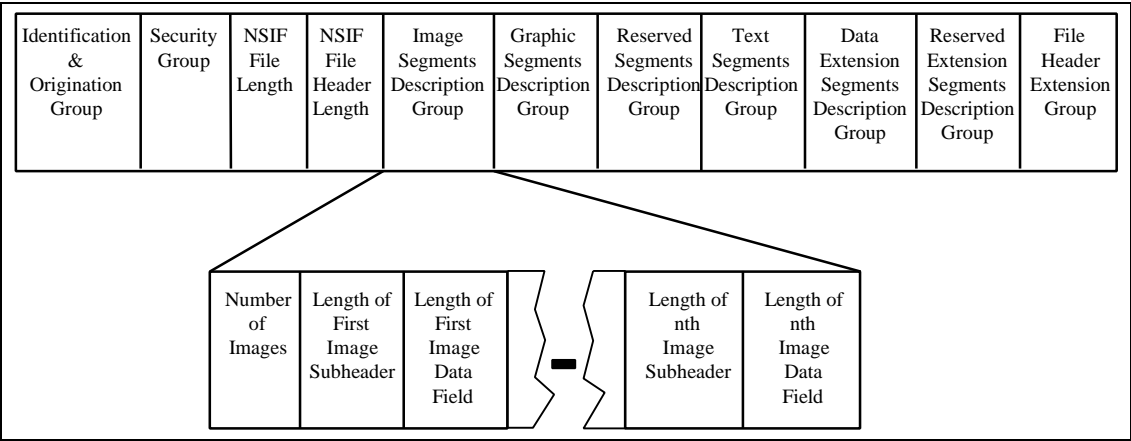 Identification
&
Origination
Group
Security
Group
NSIF
File
Length
NSIF
File
Header
Length
Image
Segments
Description
Group
Graphic
Segments
Description
Group
Reserved
Segments
Description
Group
Text
Segments
Description
Group
Data
Extension
Segments
Description
Group
Reserved
Extension
Segments
Description
Group
File
Header
Extension
Group
Number
of
Images
Length of
First
Image
Subheader
Length of
First
Image
Data
Field
Length of
nth
Image
Subheader
Length of
nth
Image
Data
Field